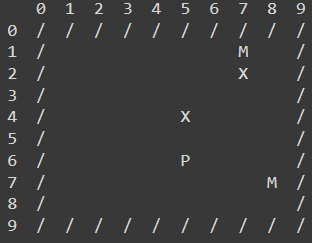 0 1 2 3 4 5 6 7 8 9
0 / / / / / / / / / /
1 /             M   /
2 /             X   /
3 /                 /
4 /         X       /
5 /                 /
6 /         P       /
7 /               M /
8 /                 /
9 / / / / / / / / / /